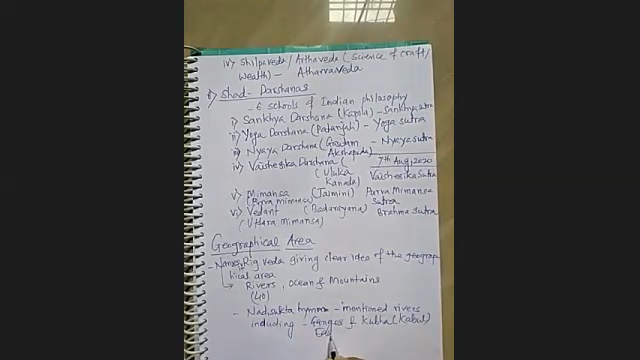 iv) Shilpaveda / Arthaveda (Science of craft /
wealth) - Atharvaveda
Shad-Darshanas
- 6 schools of Indian philosophy
i) Sankhya Darshana (Kapila) - Sankhya Sutra
ii) Yoga Darshana (Patanjali) - Yoga Sutra
iii) Nyaya Darshana (Gautam - Nyaya Sutra
Akshapada)
iv) Vaisheshika Darshana (
7th Aug, 2020
(Uluka Vaisheshika Sutra
Kanada)
v) Mimansa (Jaimini) Purva Mimansa
(Purva mimansa) Sutra
vi) Vedant (Badarayana) Brahma Sutra
(Uttara Mimansa)
Geographical Area
- Rig Veda giving clear idea of the geograp-
hical area
→ Rivers, Ocean & Mountains
(40)
- Nadisukta hymn - mentioned rivers
including - Ganges & Kubha (Kabul)